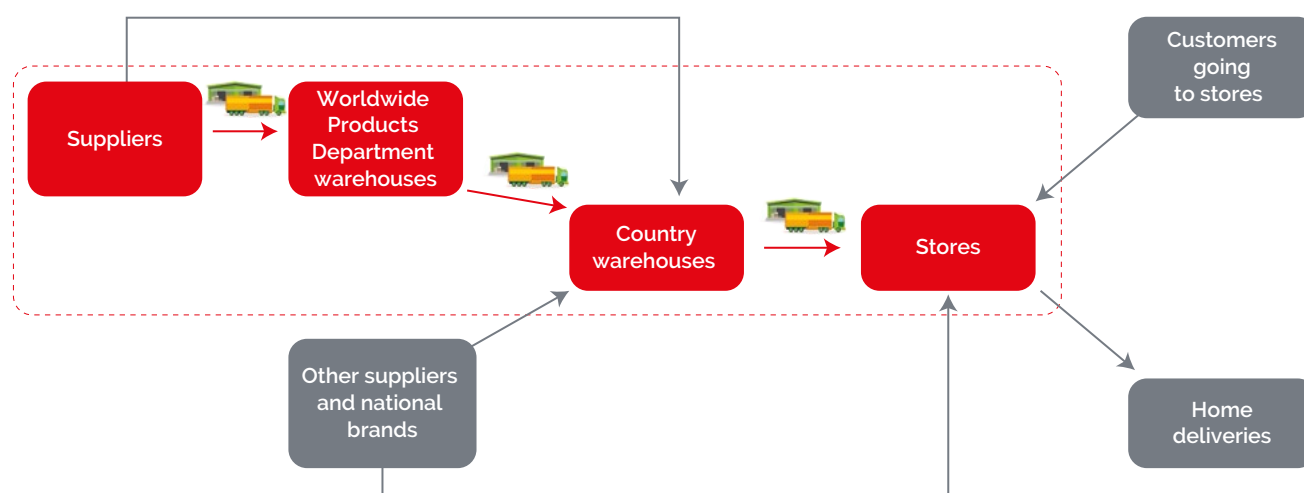 Customers
going
to stores
Suppliers
Worldwide
Products
Department
warehouses
Country
warehouses
Stores
Other suppliers
and national
brands
Home
deliveries